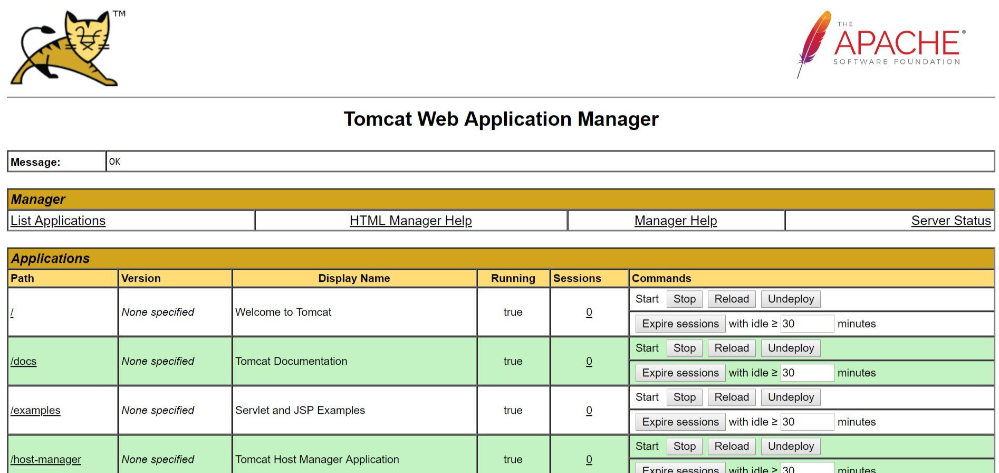 TM
THE
APACHE®
SOFTWARE FOUNDATION
Tomcat Web Application Manager
Message: OK
Manager
List Applications HTML Manager Help Manager Help Server Status
Applications
Path Version Display Name Running Sessions Commands
/ None specified Welcome to Tomcat true 0 Start Stop Reload Undeploy
Expire sessions with idle ≥ 30 minutes
/docs None specified Tomcat Documentation true 0 Start Stop Reload Undeploy
Expire sessions with idle ≥ 30 minutes
/examples None specified Servlet and JSP Examples true 0 Start Stop Reload Undeploy
Expire sessions with idle ≥ 30 minutes
/host-manager None specified Tomcat Host Manager Application true 0 Start Stop Reload Undeploy
Expire sessions with idle ≥ 30 minutes